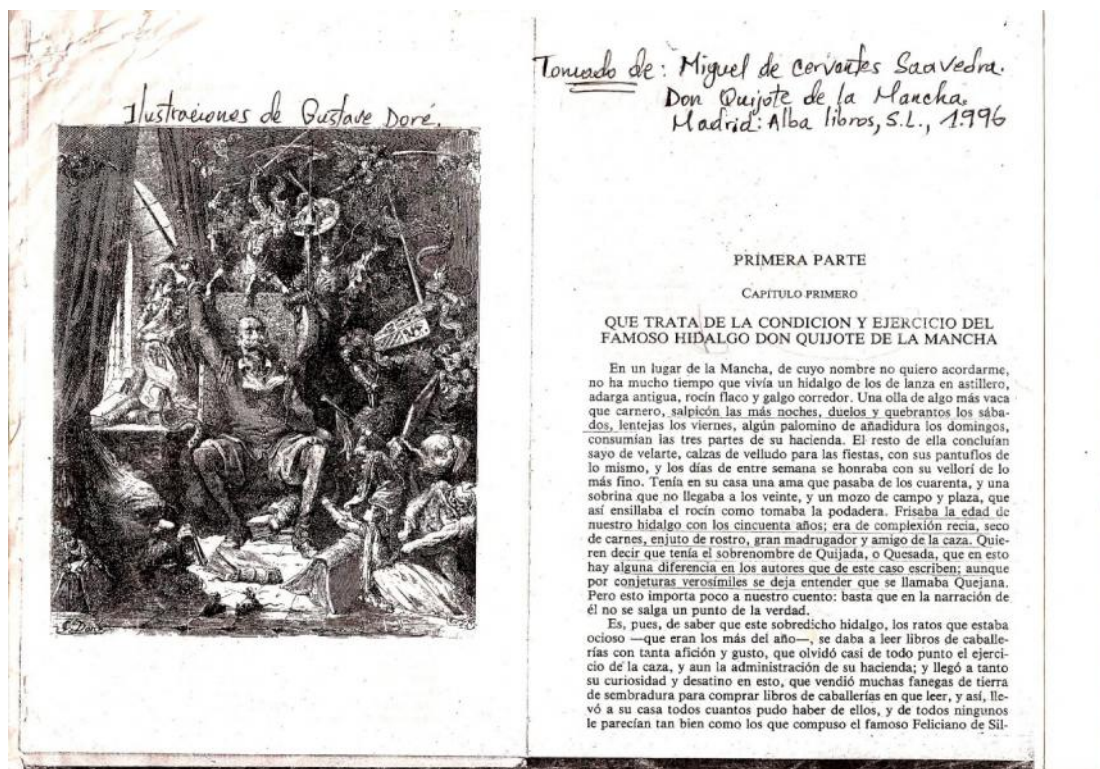 Ilustraciones de Gustave Doré.
G. Doré
Tomado de: Miguel de Cervantes Saavedra.
Don Quijote de la Mancha.
Madrid: Alba libros, S.L., 1996
PRIMERA PARTE
CAPITULO PRIMERO
QUE TRATA DE LA CONDICION Y EJERCICIO DEL
FAMOSO HIDALGO DON QUIJOTE DE LA MANCHA
En un lugar de la Mancha, de cuyo nombre no quiero acordarme,
no ha mucho tiempo que vivía un hidalgo de los de lanza en astillero,
adarga antigua, rocín flaco y galgo corredor. Una olla de algo más vaca
que carnero, salpicón las más noches, duelos y quebrantos los sába-
dos, lentejas los viernes, algún palomino de añadidura los domingos,
consumían las tres partes de su hacienda. El resto de ella concluían
sayo de velarte, calzas de velludo para las fiestas, con sus pantuflos de
lo mismo, y los días de entre semana se honraba con su vellorí de lo
más fino. Tenía en su casa una ama que pasaba de los cuarenta, y una
sobrina que no llegaba a los veinte, y un mozo de campo y plaza, que
así ensillaba el rocín como tomaba la podadera. Frisaba la edad de
nuestro hidalgo con los cincuenta años; era de complexión recia, seco
de carnes, enjuto de rostro, gran madrugador y amigo de la caza. Quie-
ren decir que tenía el sobrenombre de Quijada, o Quesada, que en esto
hay alguna diferencia en los autores que de este caso escriben; aunque
por conjeturas verosímiles se deja entender que se llamaba Quejana.
Pero esto importa poco a nuestro cuento: basta que en la narración de
él no se salga un punto de la verdad.
Es, pues, de saber que este sobredicho hidalgo, los ratos que estaba
ocioso —que eran los más del año—, se daba a leer libros de caballe-
rías con tanta afición y gusto, que olvidó casi de todo punto el ejerci-
cio de la caza, y aun la administración de su hacienda; y llegó a tanto
su curiosidad y desatino en esto, que vendió muchas fanegas de tierra
de sembradura para comprar libros de caballerías en que leer, y así, lle-
vó a su casa todos cuantos pudo haber de ellos, y de todos ningunos
le parecían tan bien como los que compuso el famoso Feliciano de Sil-